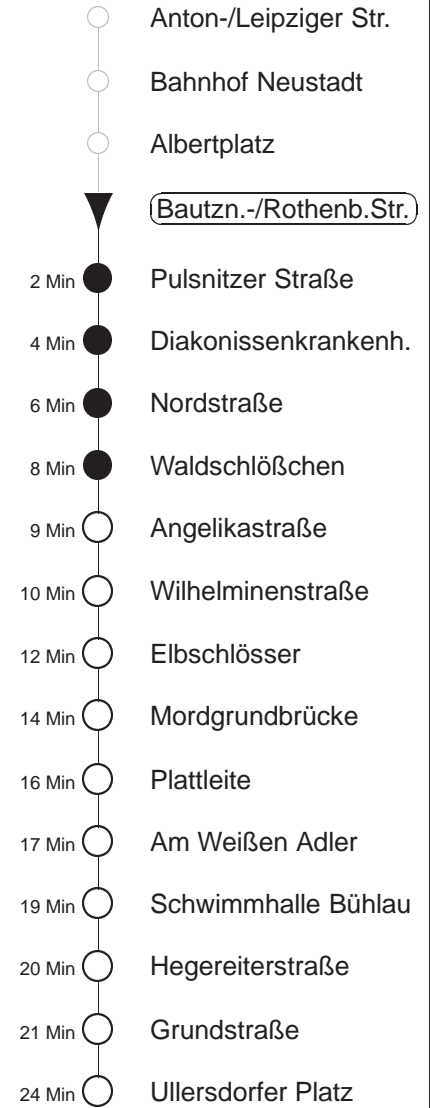 Anton-/Leipziger Str.
Bahnhof Neustadt
Albertplatz
Bautzn.-/Rothenb.Str.
2 Min Pulsnitzer Straße
4 Min Diakonissenkrankenh.
6 Min Nordstraße
8 Min Waldschlößchen
9 Min Angelikastraße
10 Min Wilhelminenstraße
12 Min Elbschlösser
14 Min Mordgrundbrücke
16 Min Plattleite
17 Min Am Weißen Adler
19 Min Schwimmhalle Bühlau
20 Min Hegereiterstraße
21 Min Grundstraße
24 Min Ullersdorfer Platz